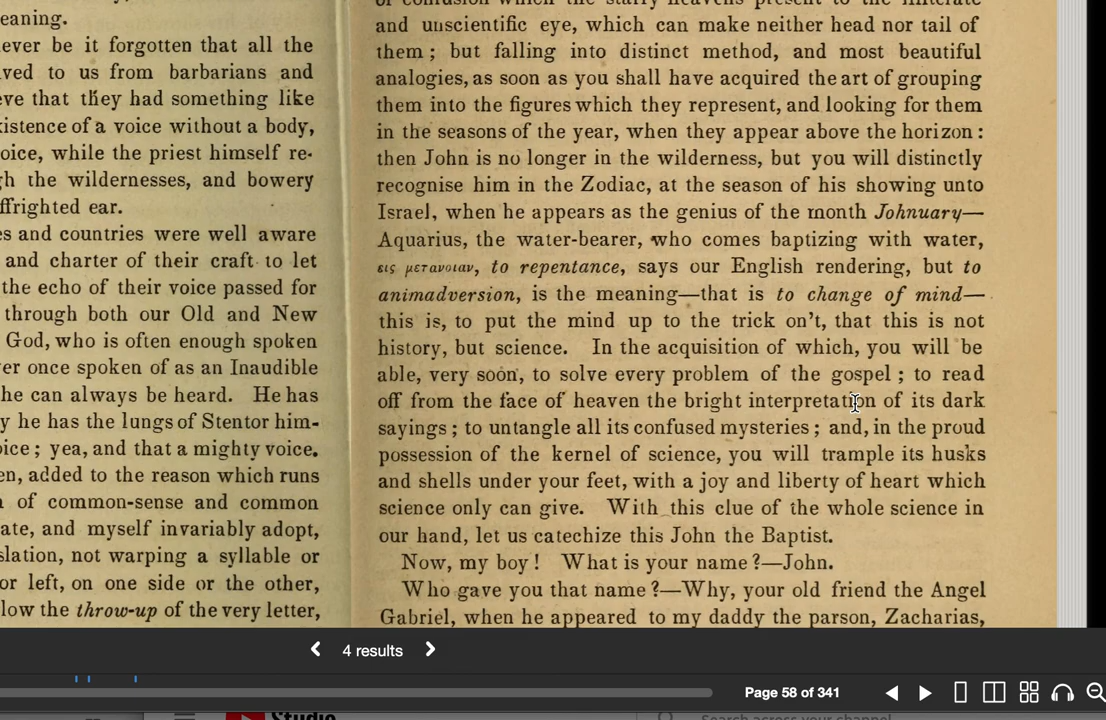 eaning.
ever be it forgotten that all the
ved to us from barbarians and
eve that they had something like
xistence of a voice without a body,
oice, while the priest himself re-
gh the wildernesses, and bowery
ffrighted ear.
es and countries were well aware
and charter of their craft to let
the echo of their voice passed for
through both our Old and New
God, who is often enough spoken
er once spoken of as an Inaudible
he can always be heard. He has
y he has the lungs of Stentor him-
oice; yea, and that a mighty voice.
en, added to the reason which runs
n of common-sense and common
ate, and myself invariably adopt,
slation, not warping a syllable or
or left, on one side or the other,
low the throw-up of the very letter,
of confusion which the starry heavens present to the illiterate
and unscientific eye, which can make neither head nor tail of
them; but falling into distinct method, and most beautiful
analogies, as soon as you shall have acquired the art of grouping
them into the figures which they represent, and looking for them
in the seasons of the year, when they appear above the horizon:
then John is no longer in the wilderness, but you will distinctly
recognise him in the Zodiac, at the season of his showing unto
Israel, when he appears as the genius of the month Johnuary—
Aquarius, the water-bearer, who comes baptizing with water,
εις μετανοιαν, to repentance, says our English rendering, but to
animadversion, is the meaning—that is to change of mind—
this is, to put the mind up to the trick on't, that this is not
history, but science. In the acquisition of which, you will be
able, very soon, to solve every problem of the gospel; to read
off from the face of heaven the bright interpretation of its dark
sayings; to untangle all its confused mysteries; and, in the proud
possession of the kernel of science, you will trample its husks
and shells under your feet, with a joy and liberty of heart which
science only can give. With this clue of the whole science in
our hand, let us catechize this John the Baptist.
Now, my boy! What is your name?—John.
Who gave you that name?—Why, your old friend the Angel
Gabriel, when he appeared to my daddy the parson, Zacharias,
4 results
Page 58 of 341
Studio
Search across your channel